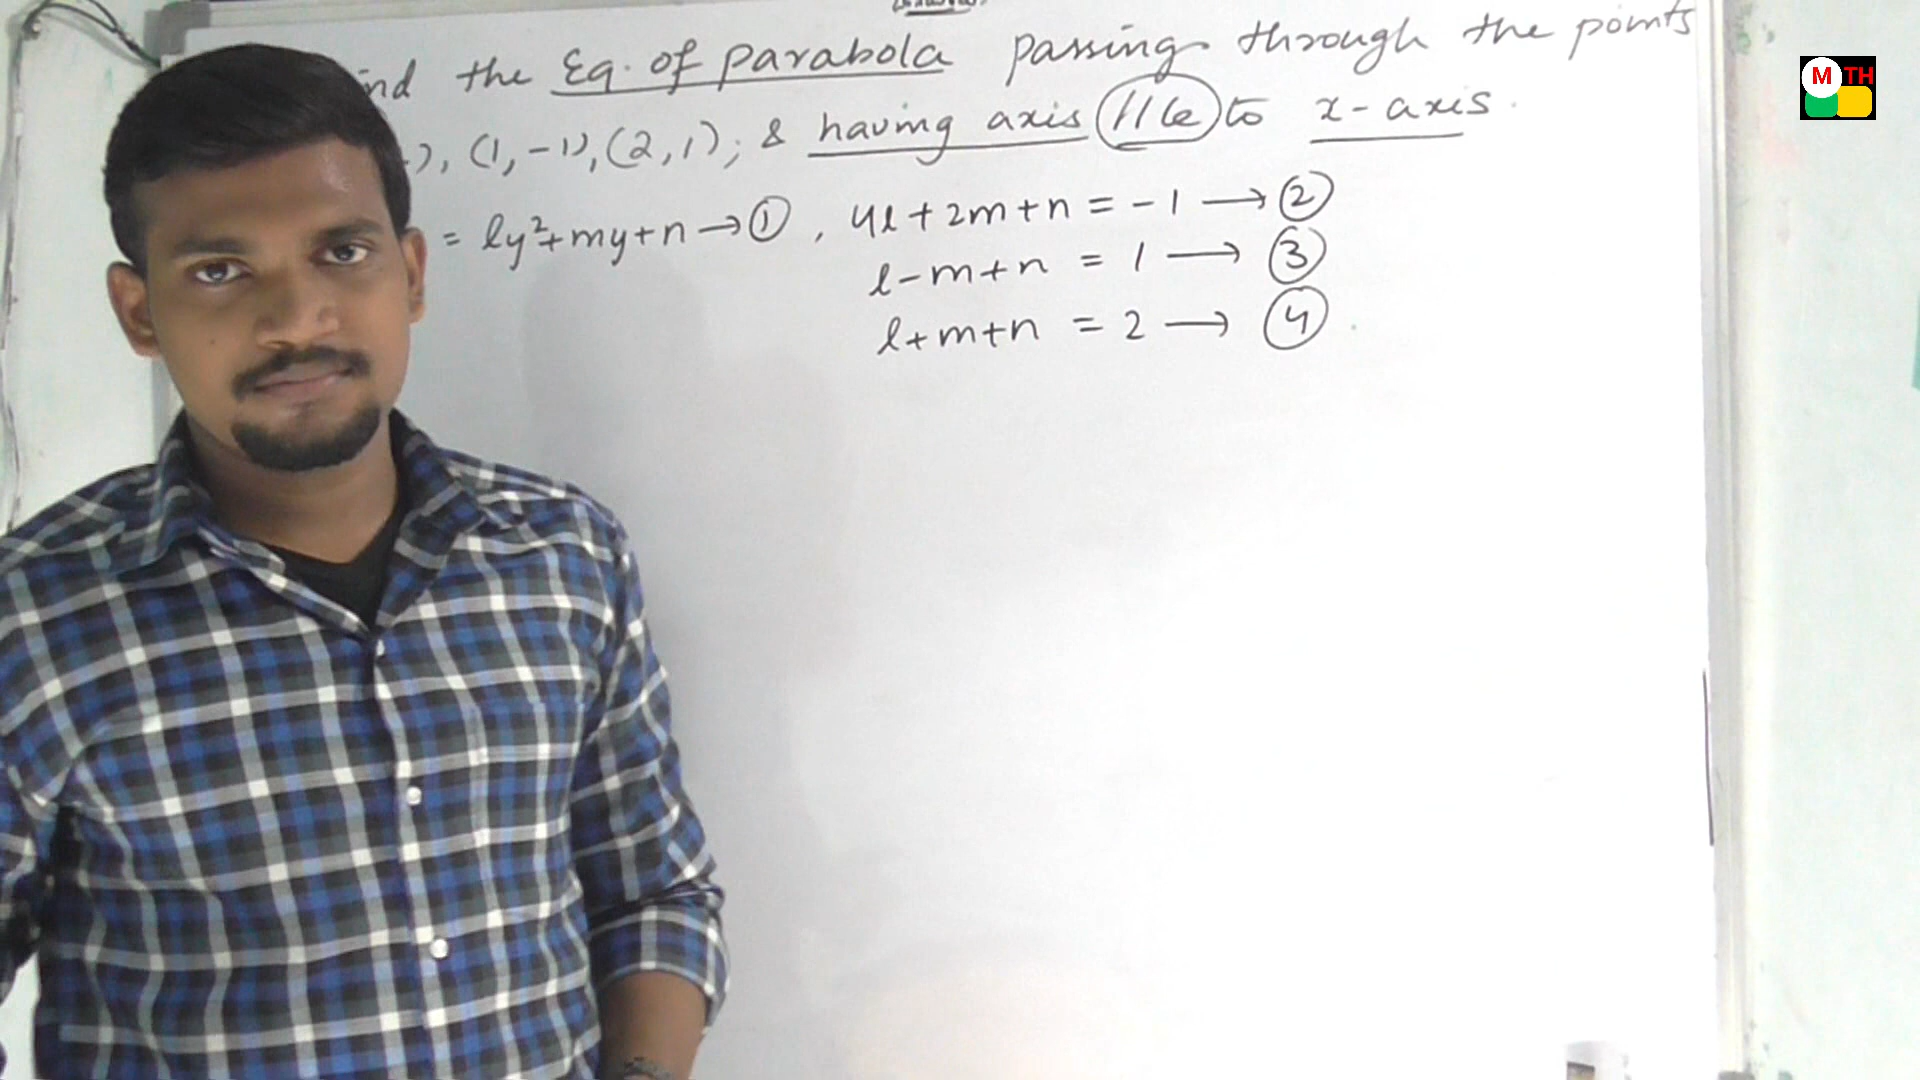 nd the Eq. of parabola passing through the points
), (1, -1), (2, 1); & having axis // le to x-axis.
= ly²+my+n → ①, 4l + 2m + n = -1 → ②
l - m + n = 1 → ③
l + m + n = 2 → ④
M TH